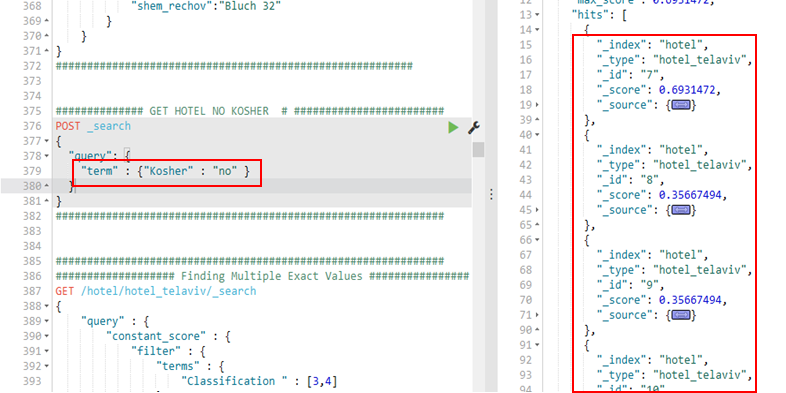 368 "shem_rechov":"Bluch 32"
369 }
370 }
371 }
372 #########################################################
373
374
375 ############## GET HOTEL NO KOSHER # ########################
376 POST _search
377 {
378 "query": {
379 "term" : {"Kosher" : "no" }
380 }
381 }
382 ##############################################################
383
384
385 ##############################################################
386 ################### Finding Multiple Exact Values ################
387 GET /hotel/hotel_telaviv/_search
388 {
389 "query" : {
390 "constant_score" : {
391 "filter" : {
392 "terms" : {
393 "Classification " : [3,4]
12 "max_score": 0.6931472,
13 "hits": [
14 {
15 "_index": "hotel",
16 "_type": "hotel_telaviv",
17 "_id": "7",
18 "_score": 0.6931472,
19 "_source": {
39 },
40 {
41 "_index": "hotel",
42 "_type": "hotel_telaviv",
43 "_id": "8",
44 "_score": 0.35667494,
45 "_source": {
65 },
66 {
67 "_index": "hotel",
68 "_type": "hotel_telaviv",
69 "_id": "9",
70 "_score": 0.35667494,
71 "_source": {
90 },
91 {
92 "_index": "hotel",
93 "_type": "hotel_telaviv",
94 "_id": "10"